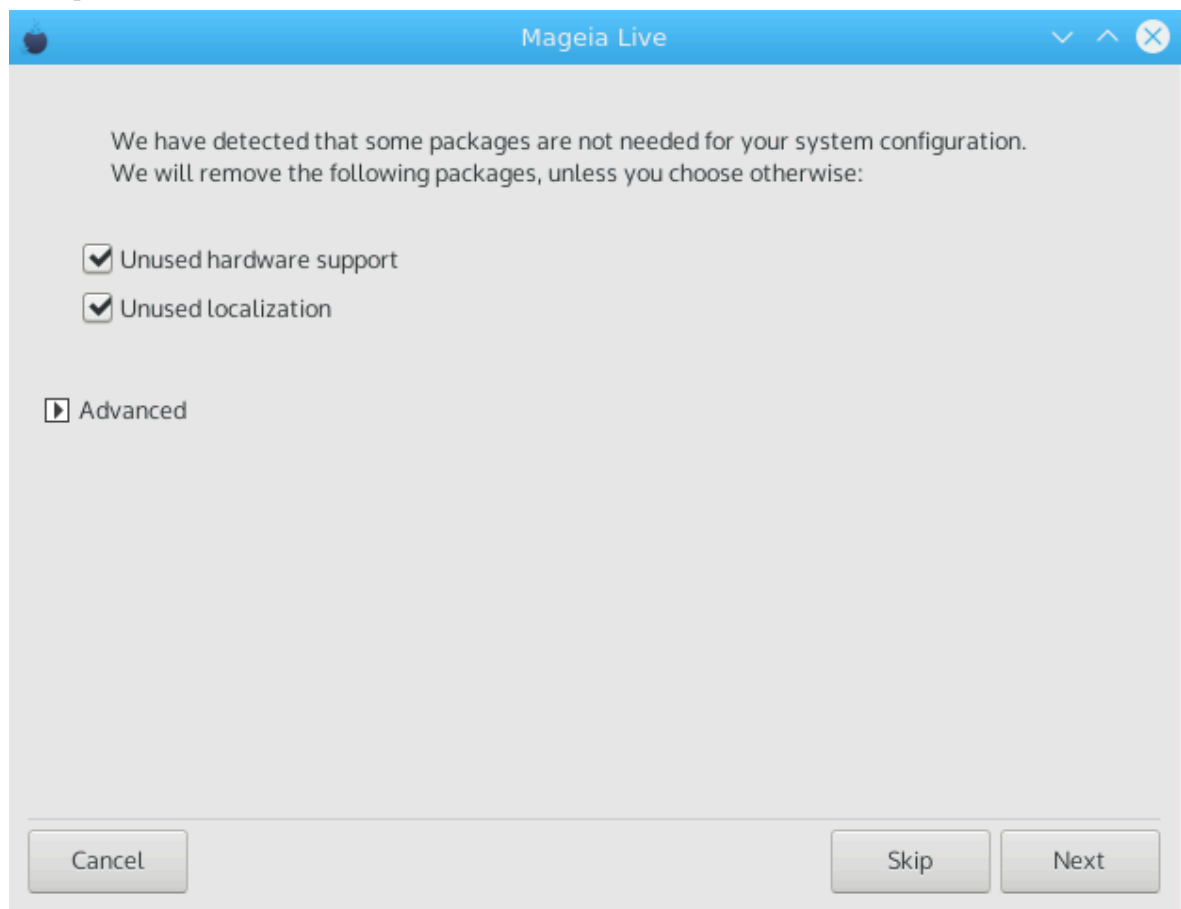 Mageia Live
We have detected that some packages are not needed for your system configuration.
We will remove the following packages, unless you choose otherwise:
Unused hardware support
Unused localization
Advanced
Cancel
Skip
Next